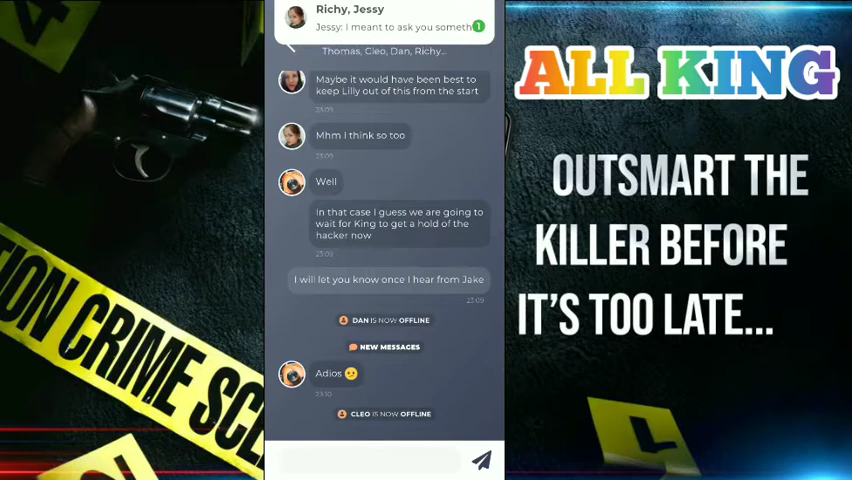 Richy, Jessy
Jessy: I meant to ask you someth
1
Thomas, Cleo, Dan, Richy...
Maybe it would have been best to
keep Lilly out of this from the start
23:09
Mhm I think so too
23:09
Well
In that case I guess we are going to
wait for King to get a hold of the
hacker now
23:09
I will let you know once I hear from Jake
23:09
DAN IS NOW OFFLINE
NEW MESSAGES
Adios 😕
23:10
CLEO IS NOW OFFLINE
ALL KING
OUTSMART THE
KILLER BEFORE
IT'S TOO LATE...
4
ION CRIME SCE
L